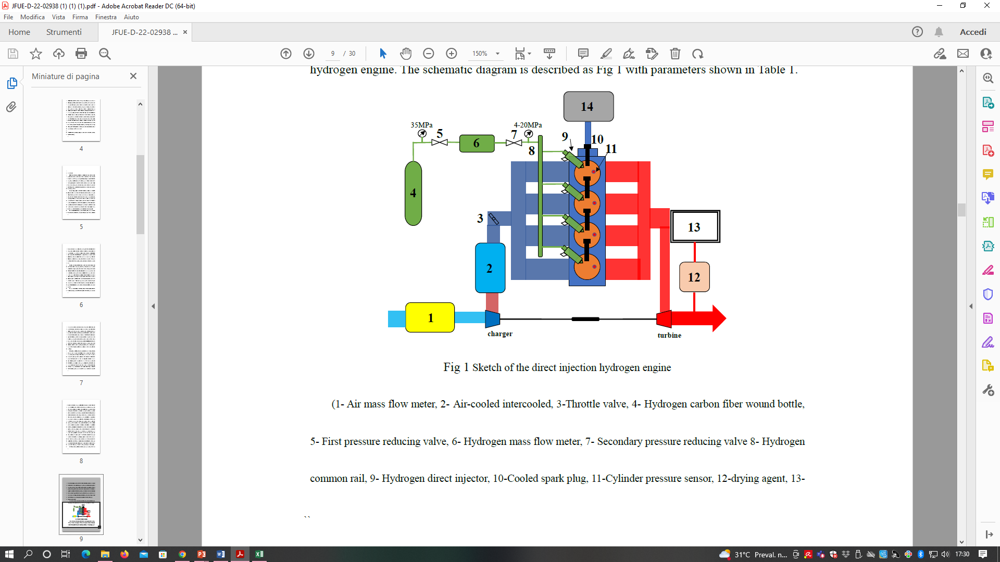 JFUE-D-22-02938 (1) (1) (1).pdf - Adobe Acrobat Reader DC (64-bit)
File Modifica Vista Firma Finestra Aiuto
Home Strumenti JFUE-D-22-02938 ... Accedi
9 / 30 150%
Miniature di pagina
4
5
6
7
8
9
hydrogen engine. The schematic diagram is described as Fig 1 with parameters shown in Table 1.
14
35MPa 5 6 7 4-20MPa 8 9 10 11
4
3
13
2
12
1
charger
turbine
Fig 1 Sketch of the direct injection hydrogen engine
(1- Air mass flow meter, 2- Air-cooled intercooled, 3-Throttle valve, 4- Hydrogen carbon fiber wound bottle,
5- First pressure reducing valve, 6- Hydrogen mass flow meter, 7- Secondary pressure reducing valve 8- Hydrogen
common rail, 9- Hydrogen direct injector, 10-Cooled spark plug, 11-Cylinder pressure sensor, 12-drying agent, 13-
``
31°C Preval. n... 17:30